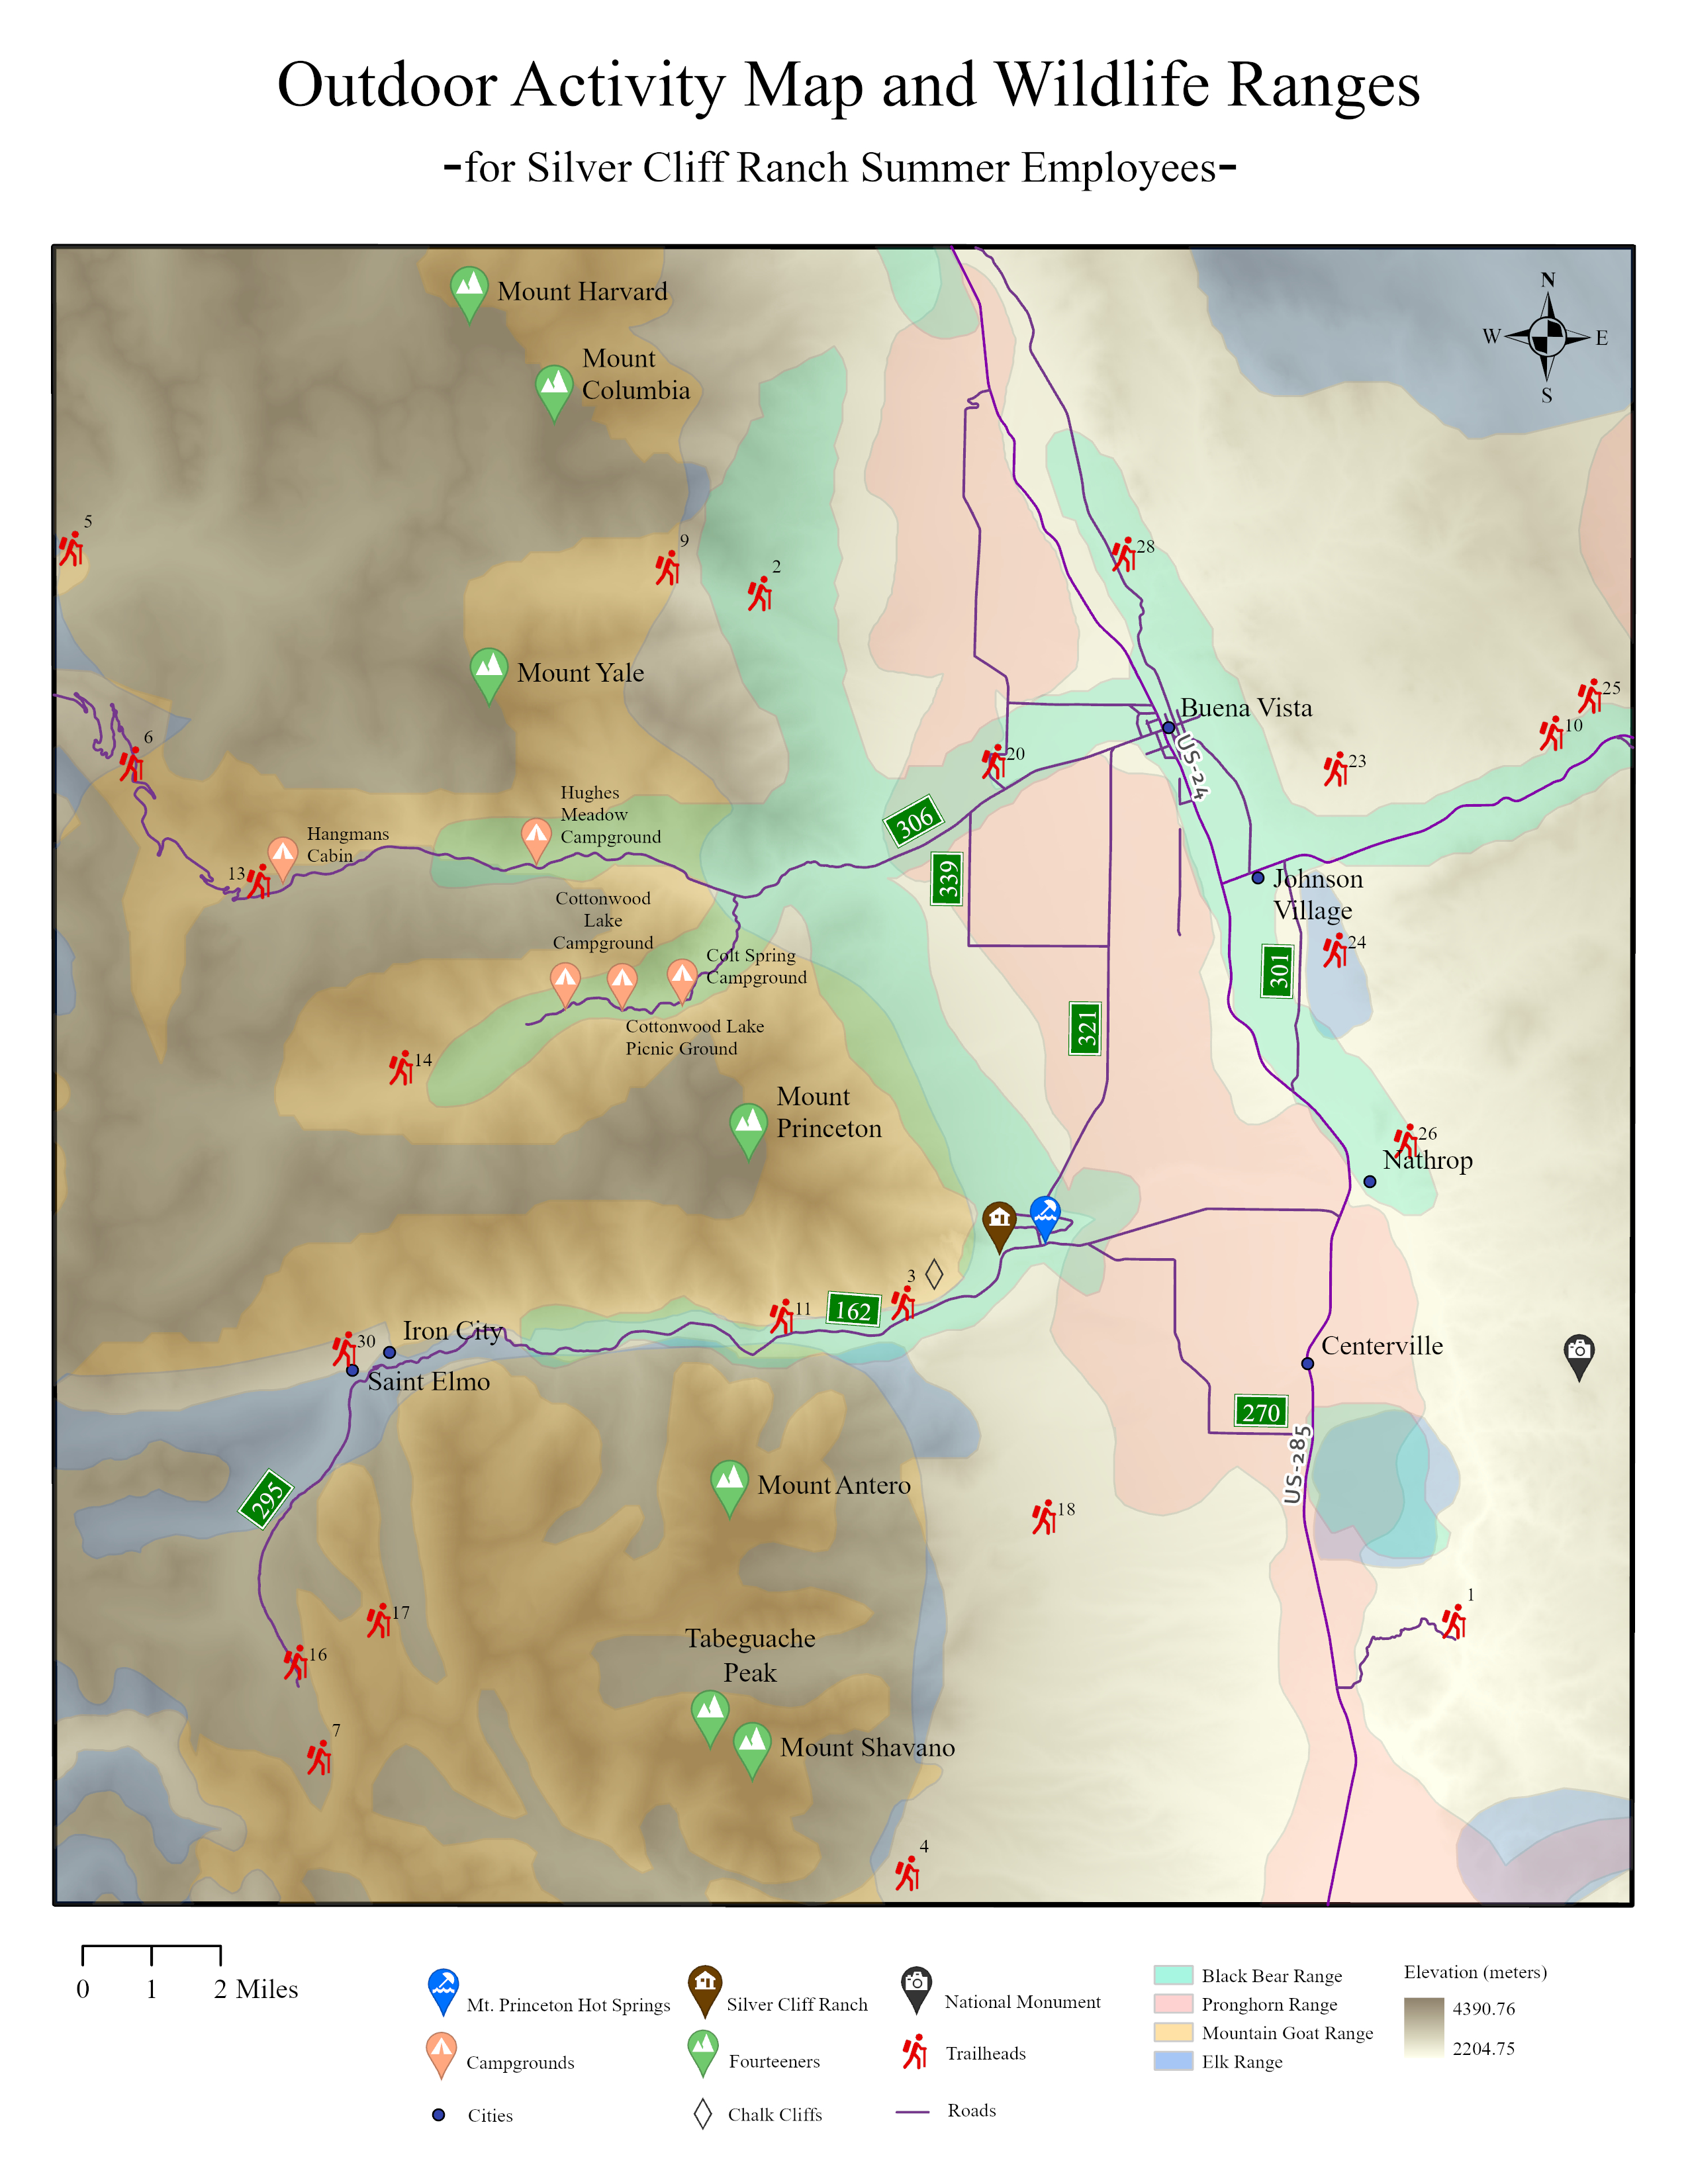 Outdoor Activity Map and Wildlife Ranges
-for Silver Cliff Ranch Summer Employees-
N
W
E
S
Mount Harvard
Mount
Columbia
5
9
2
28
Mount Yale
25
Buena Vista
10
6
20
23
US-24
Hughes
Meadow
Campground
306
Hangmans
Cabin
13
339
Johnson
Village
Cottonwood
Lake
Campground
24
Colt Spring
Campground
301
321
Cottonwood Lake
Picnic Ground
14
Mount
Princeton
26
Nathrop
3
11
162
Iron City
30
Saint Elmo
Centerville
270
US-285
Mount Antero
295
18
1
17
Tabeguache
Peak
16
7
Mount Shavano
4
0 1 2 Miles
Mt. Princeton Hot Springs
Silver Cliff Ranch
National Monument
Campgrounds
Fourteeners
Trailheads
Cities
Chalk Cliffs
Roads
Black Bear Range
Pronghorn Range
Mountain Goat Range
Elk Range
Elevation (meters)
4390.76
2204.75